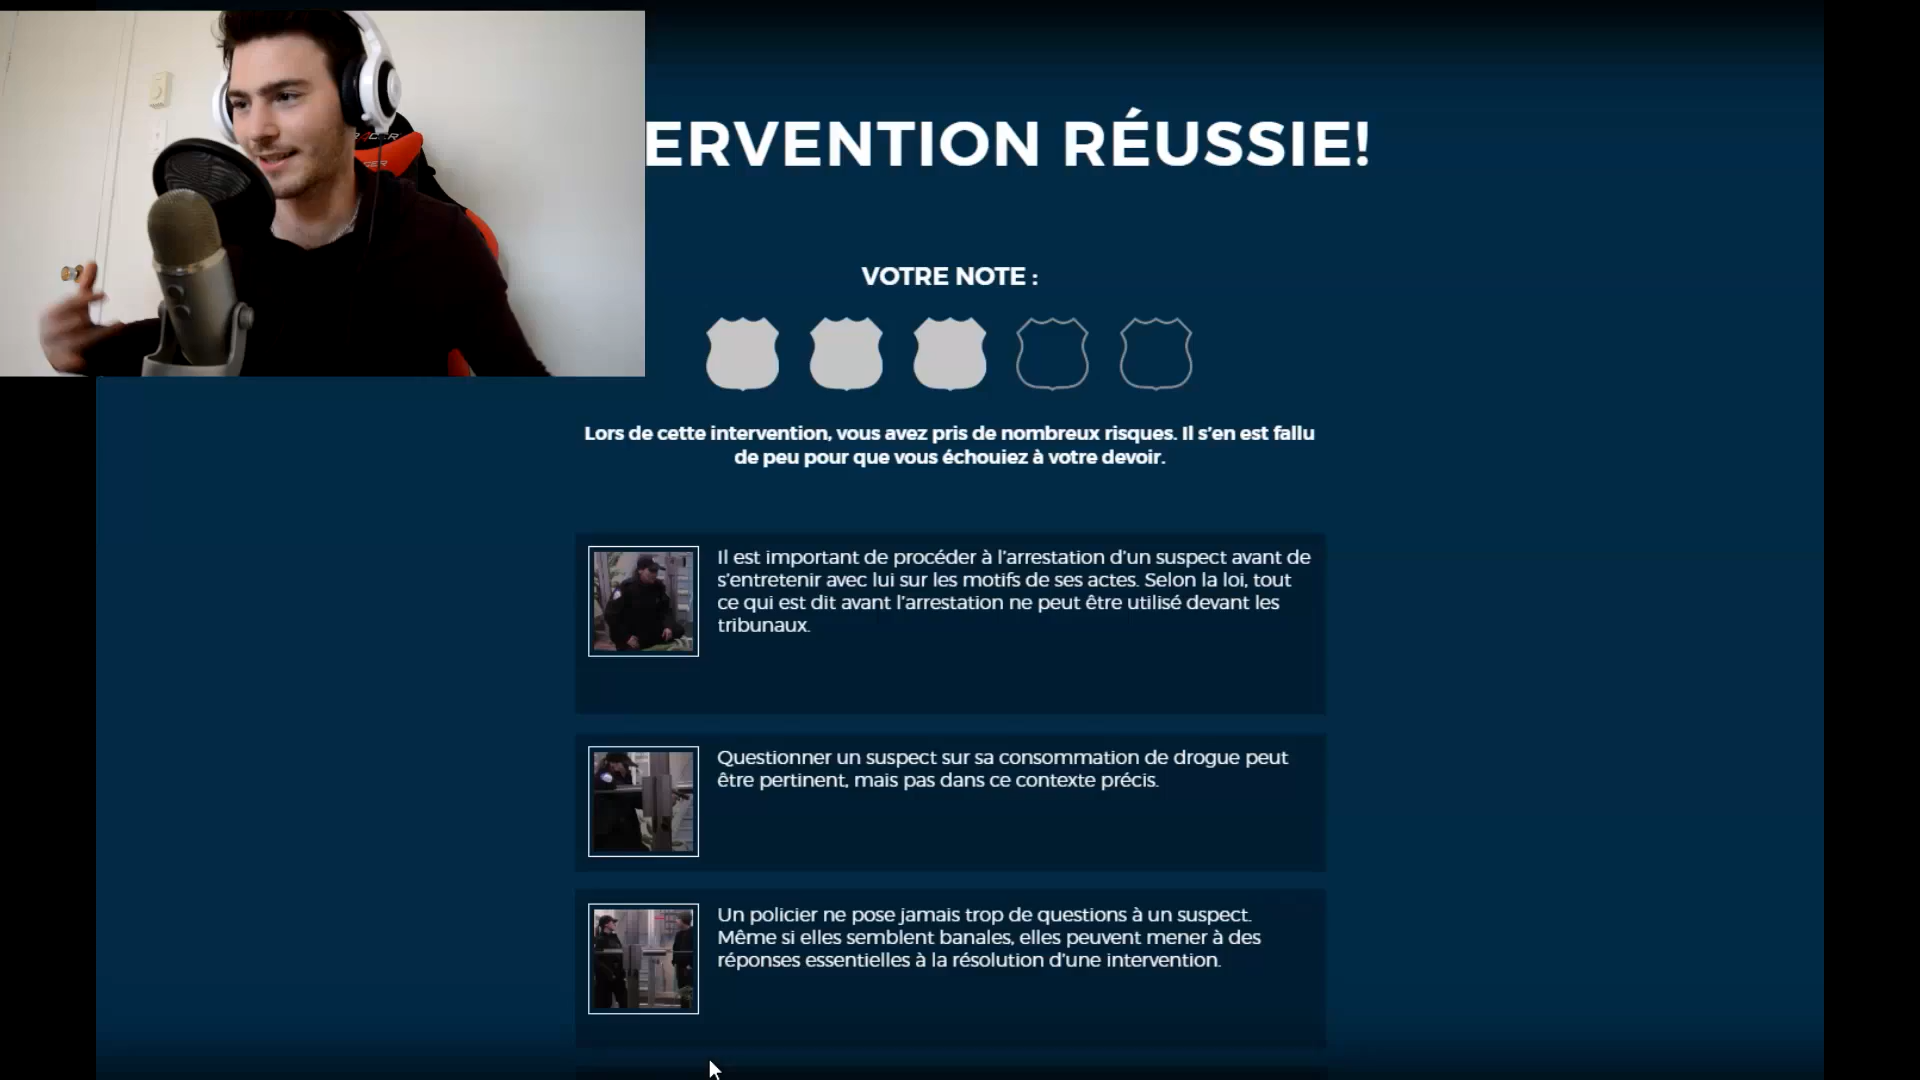 ERVENTION RÉUSSIE!
VOTRE NOTE :
Lors de cette intervention, vous avez pris de nombreux risques. Il s'en est fallu
de peu pour que vous échouiez à votre devoir.
Il est important de procéder à l'arrestation d'un suspect avant de
s'entretenir avec lui sur les motifs de ses actes. Selon la loi, tout
ce qui est dit avant l'arrestation ne peut être utilisé devant les
tribunaux.
Questionner un suspect sur sa consommation de drogue peut
être pertinent, mais pas dans ce contexte précis.
Un policier ne pose jamais trop de questions à un suspect.
Même si elles semblent banales, elles peuvent mener à des
réponses essentielles à la résolution d'une intervention.